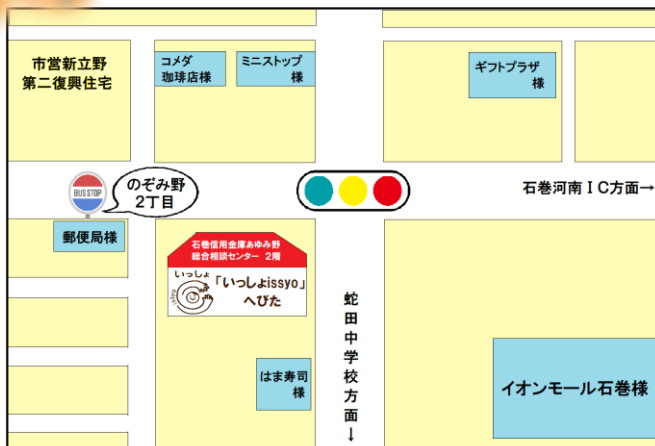 市営新立野
第二復興住宅
コメダ
珈琲店様
ミニストップ
様
ギフトプラザ
様
BUS STOP
のぞみ野
2丁目
石巻河南IC方面→
郵便局様
石巻信用金庫あゆみ野
総合相談センター 2階
いっしょ
issyo
「いっしょissyo」
へびた
蛇田中学校方面↓
はま寿司
様
イオンモール石巻様